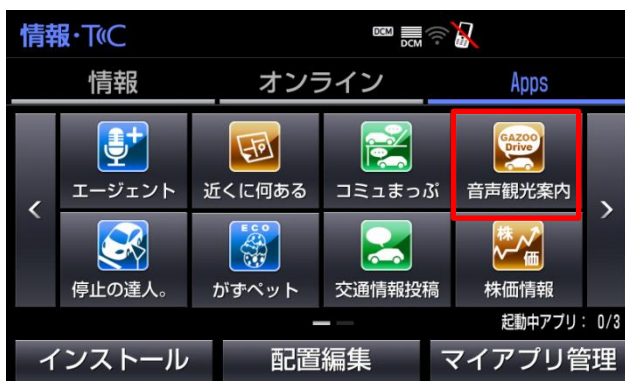 情報・T(((C
DCM DCM
情報 オンライン Apps
GAZOO
Drive
エージェント 近くに何ある コミュまっぷ 音声観光案内
ECO
株
価
停止の達人。 がずペット 交通情報投稿 株価情報
起動中アプリ: 0/3
インストール 配置編集 マイアプリ管理